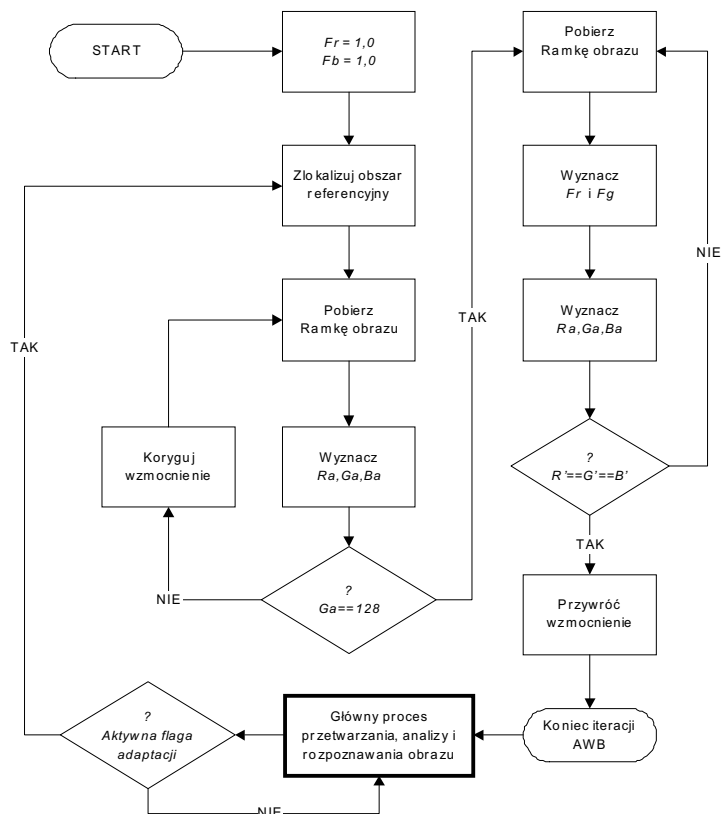 START
Fr = 1,0
Fb = 1,0
Zlokalizuj obszar
referencyjny
Pobierz
Ramkę obrazu
Wyznacz
Ra,Ga,Ba
Koryguj
wzmocnienie
?
Ga==128
NIE
TAK
TAK
Pobierz
Ramkę obrazu
Wyznacz
Fr i Fg
Wyznacz
Ra,Ga,Ba
?
R'==G'==B'
NIE
TAK
Przywróć
wzmocnienie
Koniec iteracji
AWB
Główny proces
przetwarzania, analizy i
rozpoznawania obrazu
?
Aktywna flaga
adaptacji
NIE